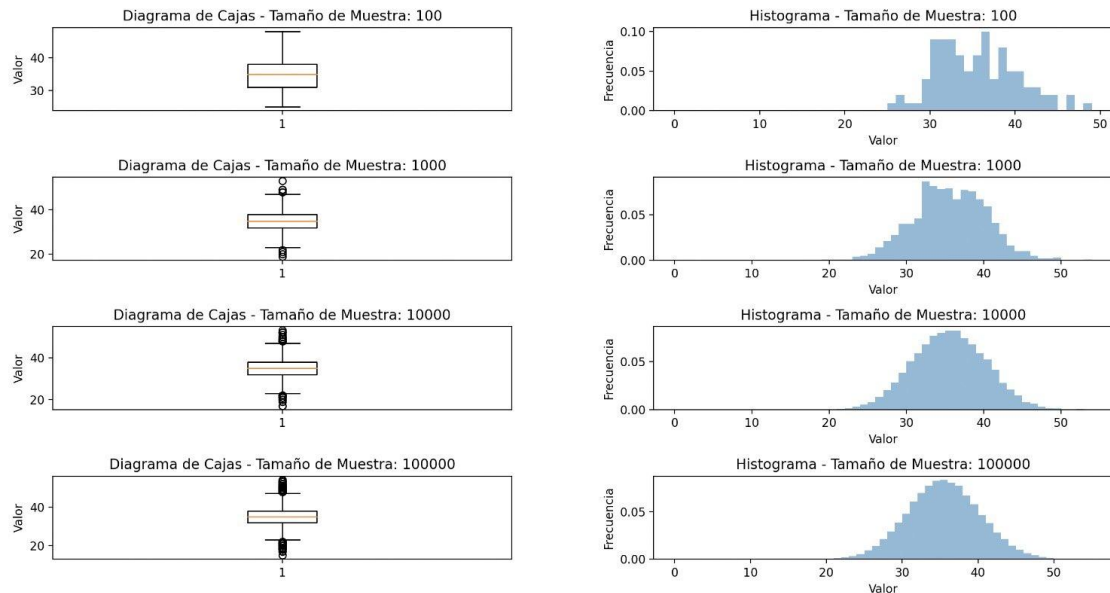 Diagrama de Cajas - Tamaño de Muestra: 100
Valor
40
30
1
Histograma - Tamaño de Muestra: 100
Frecuencia
0.10
0.05
0.00
0 10 20 30 40 50
Valor
Diagrama de Cajas - Tamaño de Muestra: 1000
Valor
40
20
1
Histograma - Tamaño de Muestra: 1000
Frecuencia
0.05
0.00
0 10 20 30 40 50
Valor
Diagrama de Cajas - Tamaño de Muestra: 10000
Valor
40
20
1
Histograma - Tamaño de Muestra: 10000
Frecuencia
0.05
0.00
0 10 20 30 40 50
Valor
Diagrama de Cajas - Tamaño de Muestra: 100000
Valor
40
20
1
Histograma - Tamaño de Muestra: 100000
Frecuencia
0.05
0.00
0 10 20 30 40 50
Valor